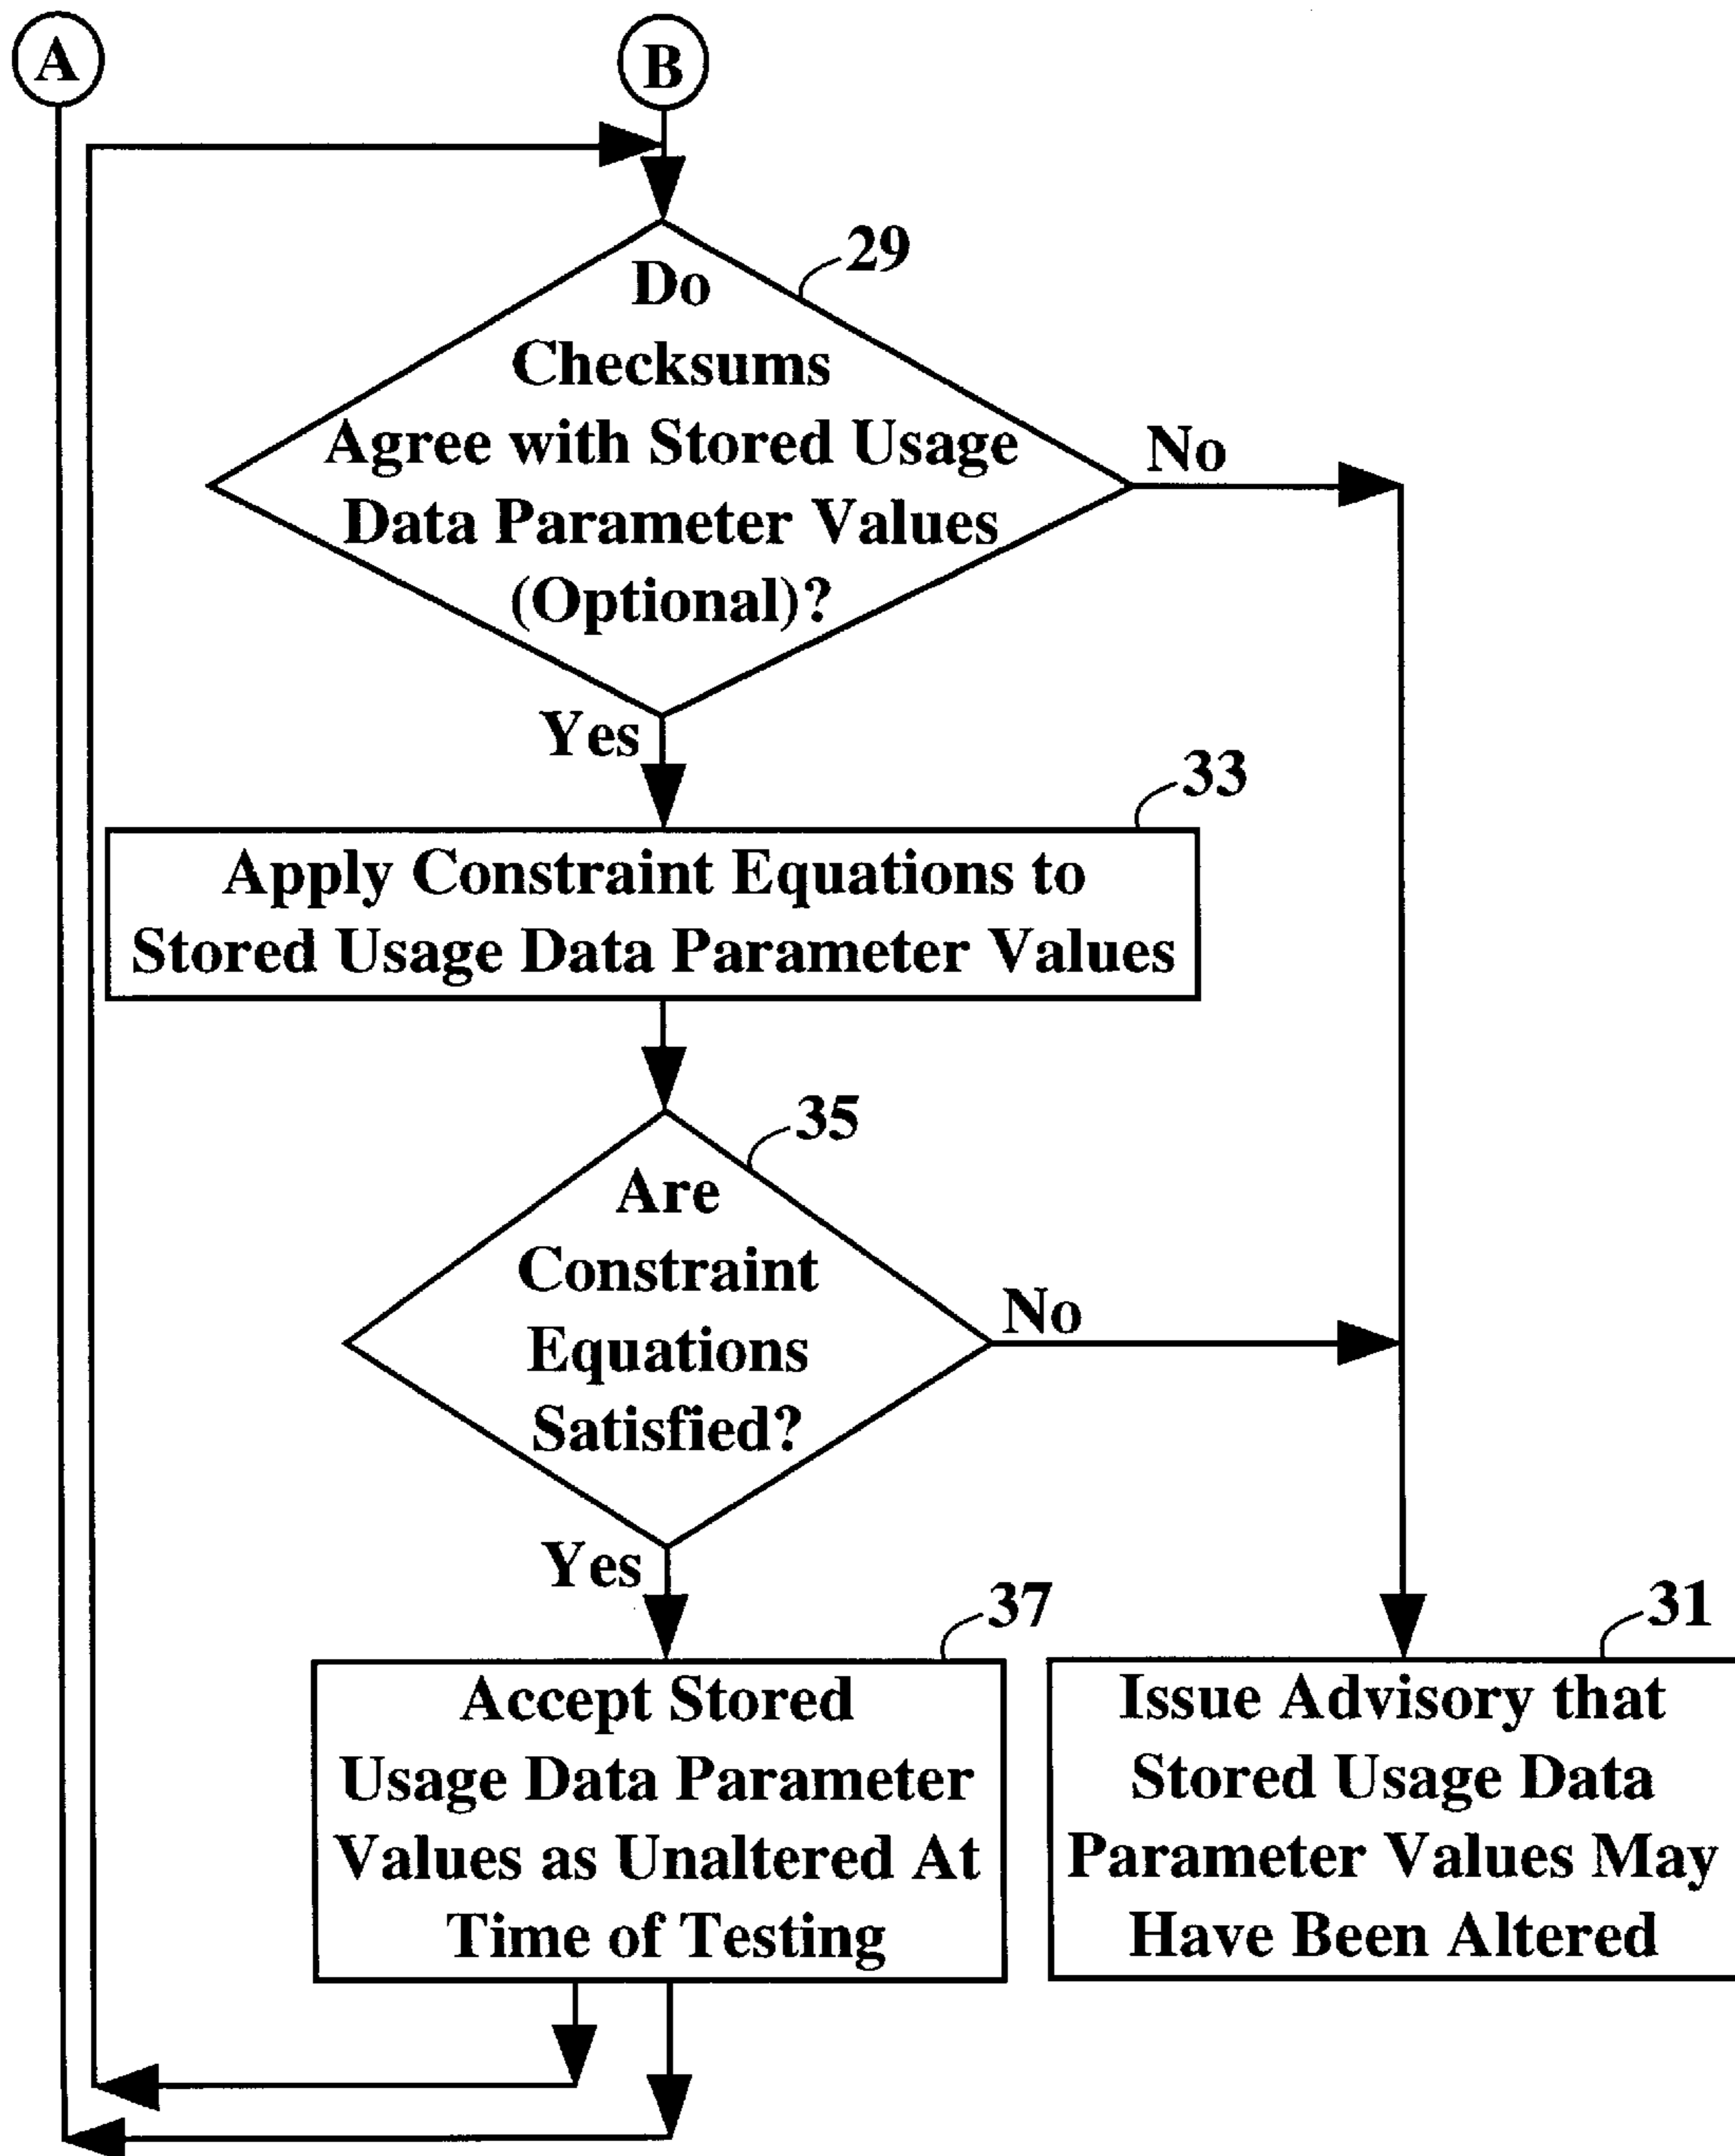 A
B
29
Do
Checksums
Agree with Stored Usage
Data Parameter Values
(Optional)?
No
Yes
33
Apply Constraint Equations to
Stored Usage Data Parameter Values
35
Are
Constraint
Equations
Satisfied?
No
Yes
37
Accept Stored
Usage Data Parameter
Values as Unaltered At
Time of Testing
31
Issue Advisory that
Stored Usage Data
Parameter Values May
Have Been Altered